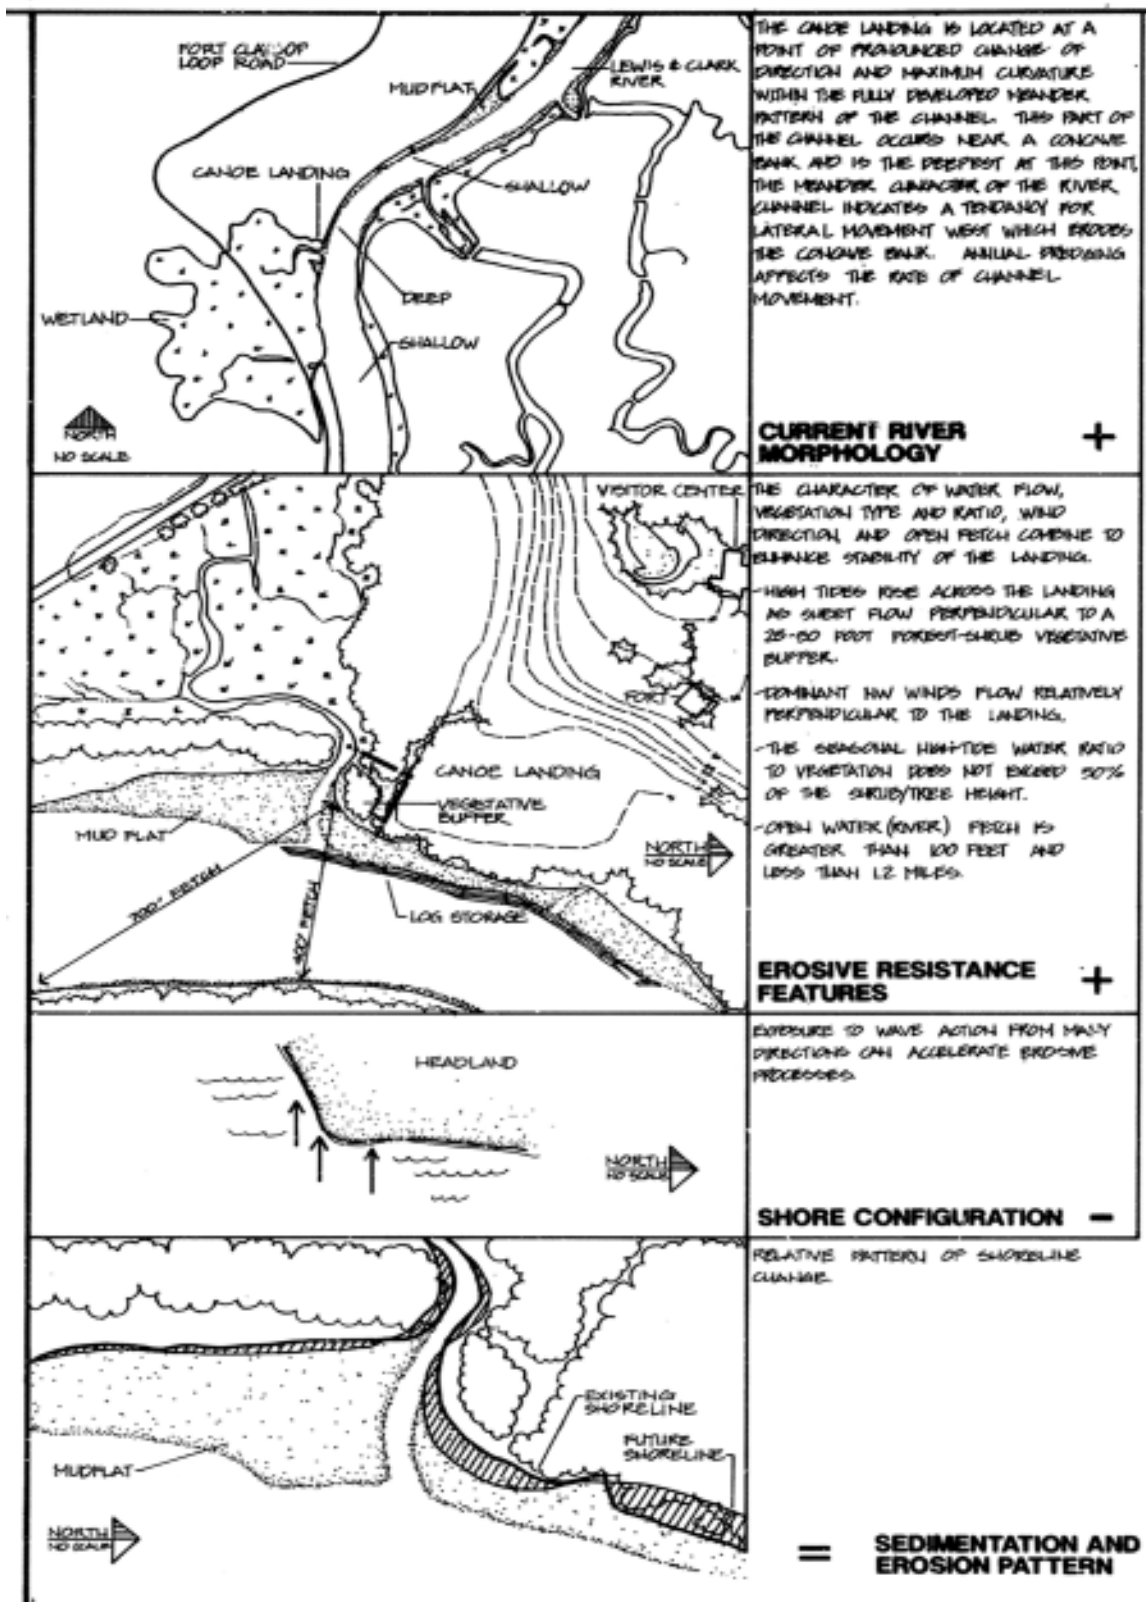 FORT CLATSOP
LOOP ROAD
MUDFLAT
LEWIS & CLARK
RIVER
CANOE LANDING
SHALLOW
DEEP
WETLAND
SHALLOW
NORTH
NO SCALE
THE CANOE LANDING IS LOCATED AT A
POINT OF PRONOUNCED CHANGE OF
DIRECTION AND MAXIMUM CURVATURE
WITHIN THE FULLY DEVELOPED MEANDER
PATTERN OF THE CHANNEL. THIS PART OF
THE CHANNEL OCCURS NEAR A CONCAVE
BANK AND IS THE DEEPEST AT THIS POINT.
THE MEANDER CHARACTER OF THE RIVER
CHANNEL INDICATES A TENDANCY FOR
LATERAL MOVEMENT WEST WHICH ERODES
THE CONCAVE BANK. ANNUAL DREDGING
AFFECTS THE RATE OF CHANNEL
MOVEMENT.
CURRENT RIVER +
MORPHOLOGY
VISITOR CENTER
FORT
CANOE LANDING
VEGETATIVE
BUFFER
MUD FLAT
NORTH
NO SCALE
700' FETCH
FETCH
LOG STORAGE
THE CHARACTER OF WATER FLOW,
VEGETATION TYPE AND RATIO, WIND
DIRECTION, AND OPEN FETCH COMBINE TO
ENHANCE STABILITY OF THE LANDING.
-HIGH TIDES RISE ACROSS THE LANDING
AS SHEET FLOW PERPENDICULAR TO A
25-50 FOOT FOREST-SHRUB VEGETATIVE
BUFFER.
-DOMINANT NW WINDS FLOW RELATIVELY
PERPENDICULAR TO THE LANDING.
-THE SEASONAL HIGH-TIDE WATER RATIO
TO VEGETATION DOES NOT EXCEED 50%
OF THE SHRUB/TREE HEIGHT.
-OPEN WATER (RIVER) FETCH IS
GREATER THAN 100 FEET AND
LESS THAN 1.2 MILES.
EROSIVE RESISTANCE +
FEATURES
HEADLAND
NORTH
NO SCALE
EXPOSURE TO WAVE ACTION FROM MANY
DIRECTIONS CAN ACCELERATE EROSIVE
PROCESSES.
SHORE CONFIGURATION -
EXISTING
SHORELINE
FUTURE
SHORELINE
MUDFLAT
NORTH
NO SCALE
RELATIVE PATTERN OF SHORELINE
CHANGE.
= SEDIMENTATION AND
EROSION PATTERN